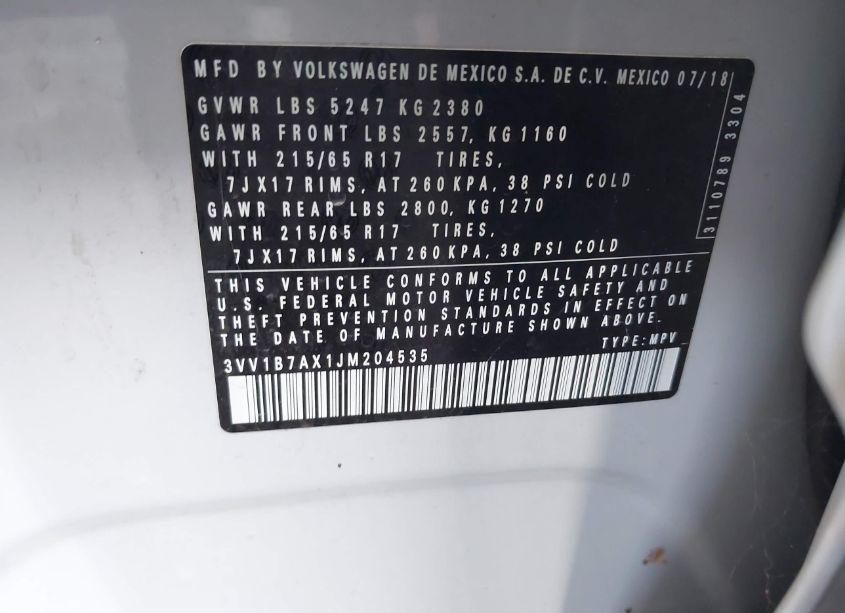 MFD BY VOLKSWAGEN DE MEXICO S.A. DE C.V. MEXICO 07/18
GVWR LBS 5247 KG 2380
GAWR FRONT LBS 2557, KG 1160
WITH 215/65 R17 TIRES,
7JX17 RIMS, AT 260 KPA, 38 PSI COLD
GAWR REAR LBS 2800, KG 1270
WITH 215/65 R17 TIRES,
7JX17 RIMS, AT 260 KPA, 38 PSI COLD
3110789 3304
THIS VEHICLE CONFORMS TO ALL APPLICABLE
U.S. FEDERAL MOTOR VEHICLE SAFETY AND
THEFT PREVENTION STANDARDS IN EFFECT ON
THE DATE OF MANUFACTURE SHOWN ABOVE.
TYPE: MPV
3VV1B7AX1JM204535